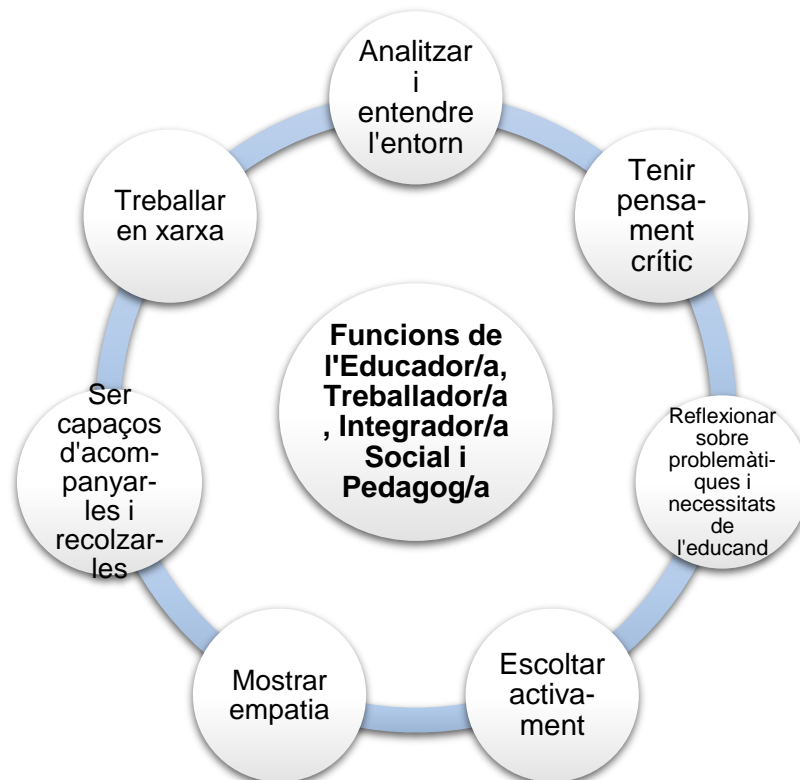 Analitzar
i
entendre
l'entorn
Tenir
pensa-
ment
crític
Reflexionar
sobre
problemàti-
ques i
necessitats
de
l'educand
Escoltar
activa-
ment
Mostrar
empatia
Ser
capaços
d'acom-
panyar-
les i
recolzar-
les
Treballar
en xarxa
Funcions de
l'Educador/a,
Treballador/a
, Integrador/a
Social i
Pedagog/a